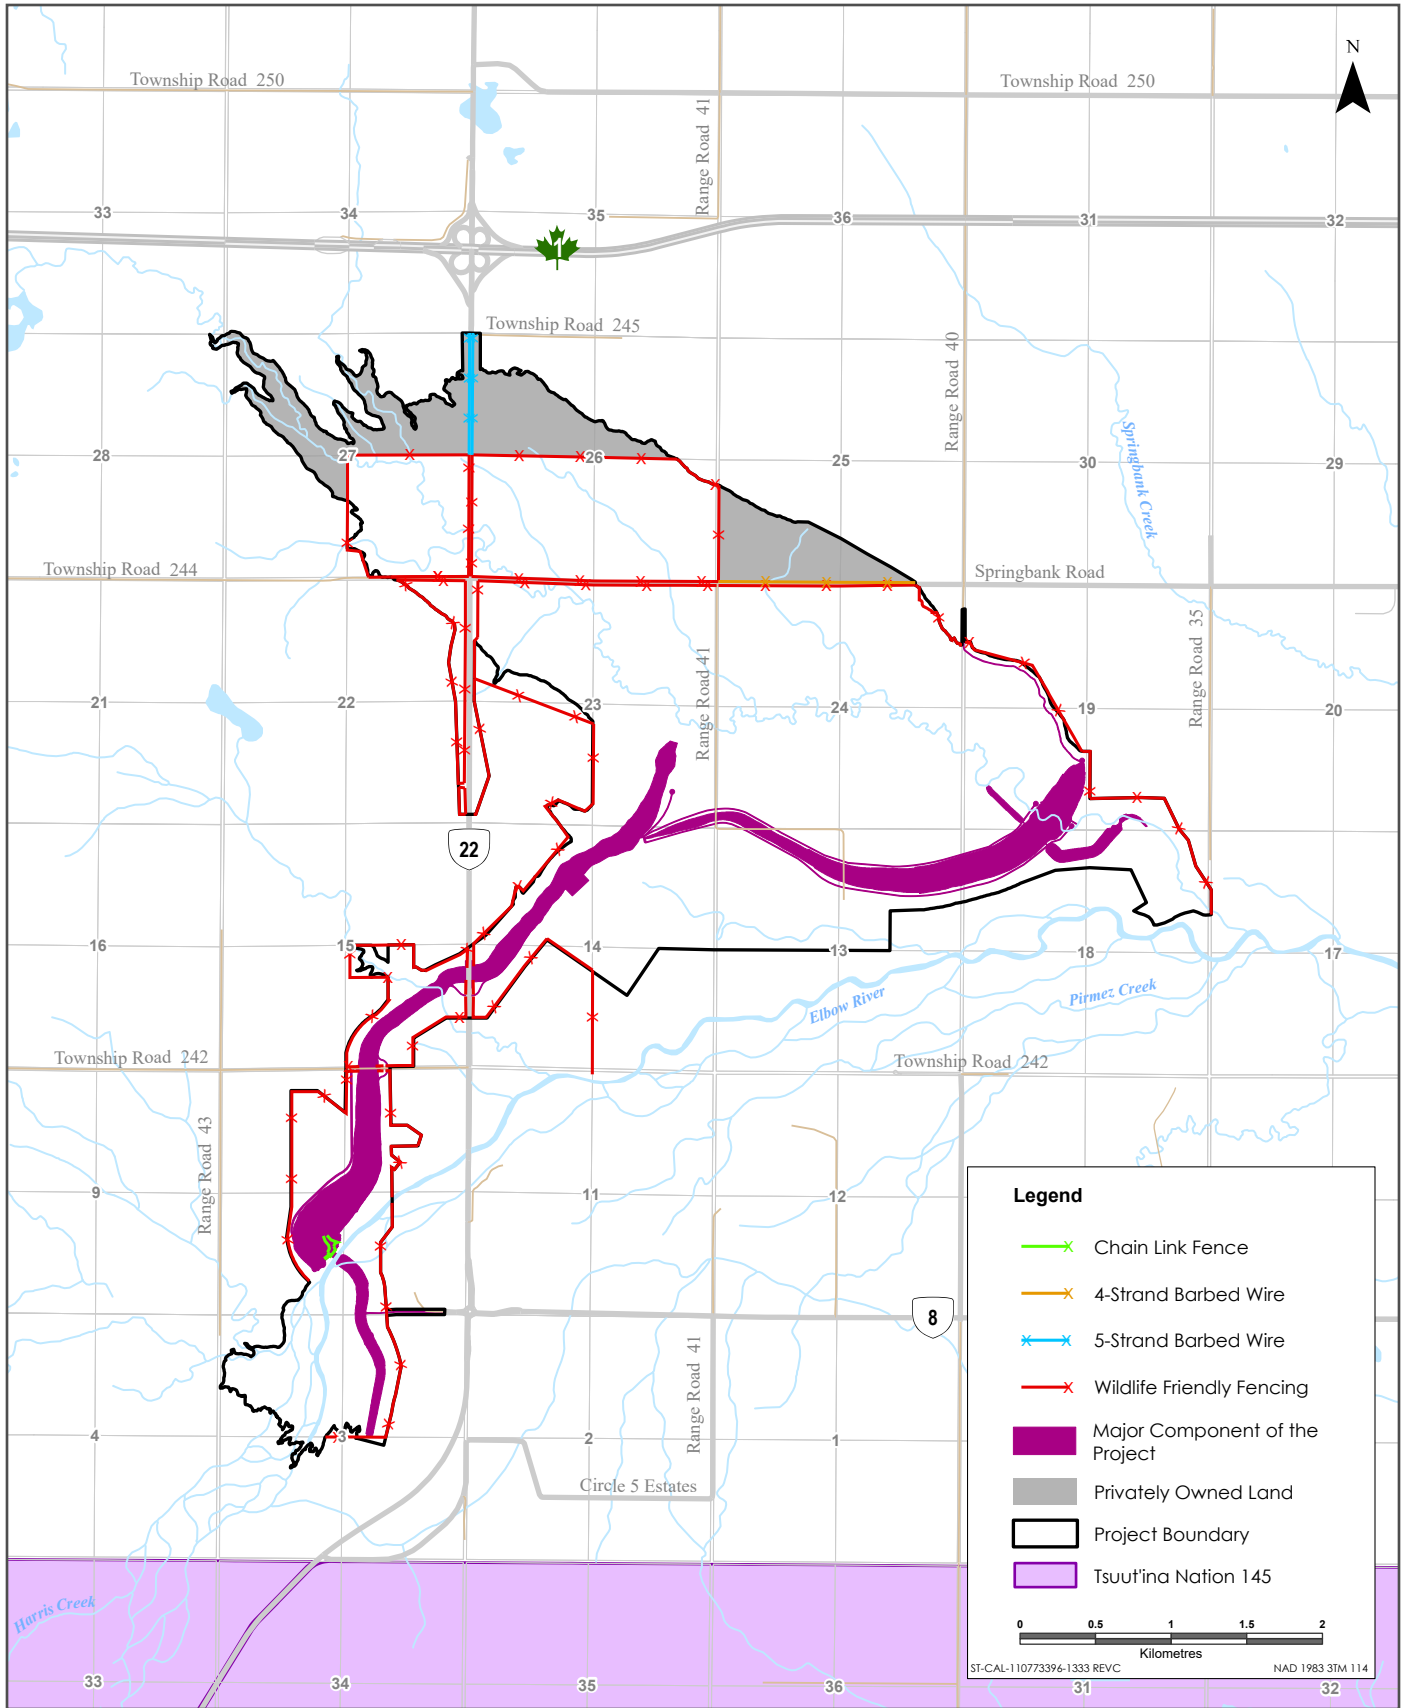 N
Township Road 250
Township Road 250
Range Road 41
33
34
35
36
31
32
1
Township Road 245
Range Road 40
28
27
26
25
30
29
Springbank Creek
Township Road 244
Springbank Road
Range Road 35
Range Road 41
21
22
23
24
19
20
22
16
15
14
13
18
17
Elbow River
Pirmez Creek
Township Road 242
Township Road 242
Range Road 43
9
11
12
8
Range Road 41
4
3
2
1
Circle 5 Estates
Harris Creek
33
34
35
36
31
32
Legend
Chain Link Fence
4-Strand Barbed Wire
5-Strand Barbed Wire
Wildlife Friendly Fencing
Major Component of the
Project
Privately Owned Land
Project Boundary
Tsuut'ina Nation 145
0 0.5 1 1.5 2
Kilometres
ST-CAL-110773396-1333 REVC
NAD 1983 3TM 114